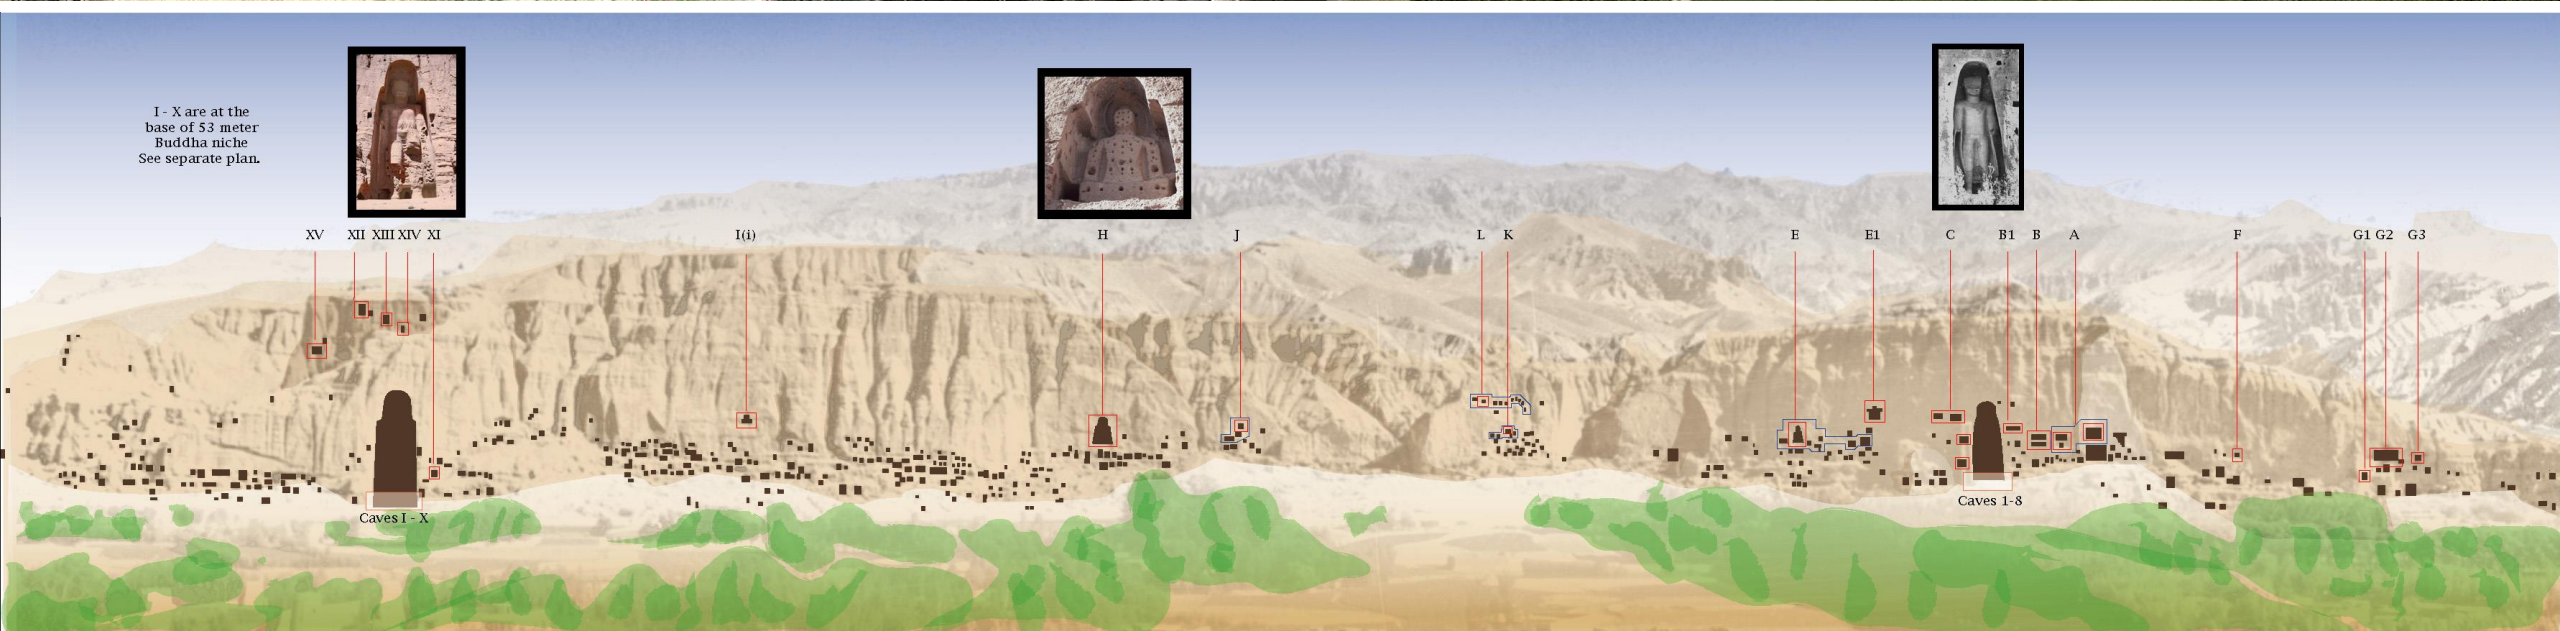 I - X are at the
base of 53 meter
Buddha niche
See separate plan.
XV XII XIII XIV XI I(i) H J L K E E1 C B1 B A F G1 G2 G3
Caves I - X
Caves 1-8